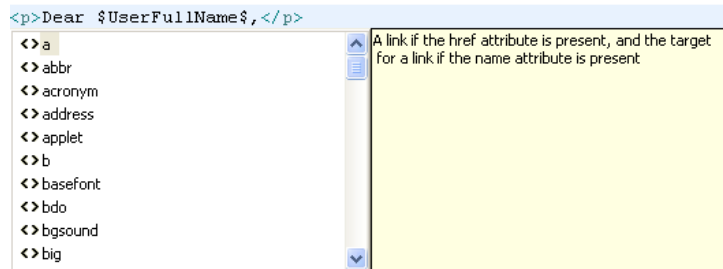 <p>Dear $UserFullName$,</p>
<> a
<> abbr
<> acronym
<> address
<> applet
<> b
<> basefont
<> bdo
<> bgsound
<> big
A link if the href attribute is present, and the target
for a link if the name attribute is present